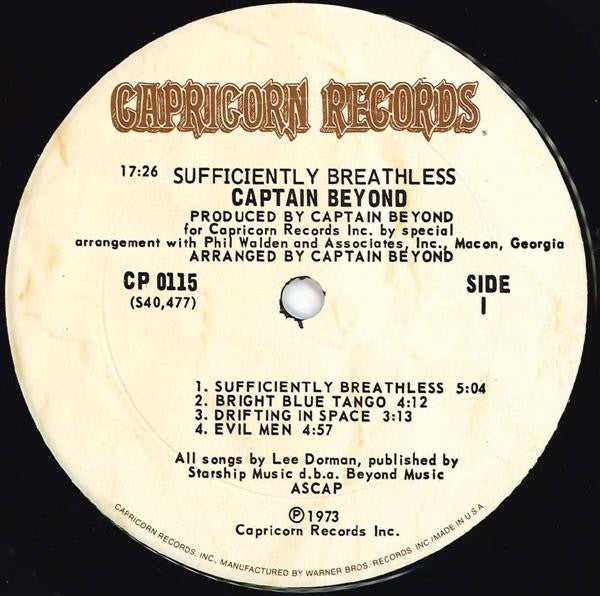 CAPRICORN RECORDS
17:26 SUFFICIENTLY BREATHLESS
CAPTAIN BEYOND
PRODUCED BY CAPTAIN BEYOND
for Capricorn Records Inc. by special
arrangement with Phil Walden and Associates, Inc., Macon, Georgia
ARRANGED BY CAPTAIN BEYOND
CP 0115 SIDE
(S40,477) 1
1. SUFFICIENTLY BREATHLESS 5:04
2. BRIGHT BLUE TANGO 4:12
3. DRIFTING IN SPACE 3:13
4. EVIL MEN 4:57
All songs by Lee Dorman, published by
Starship Music d.b.a. Beyond Music
ASCAP
℗ 1973
Capricorn Records Inc.
CAPRICORN RECORDS, INC., MANUFACTURED BY WARNER BROS. RECORDS INC / MADE IN U.S.A.